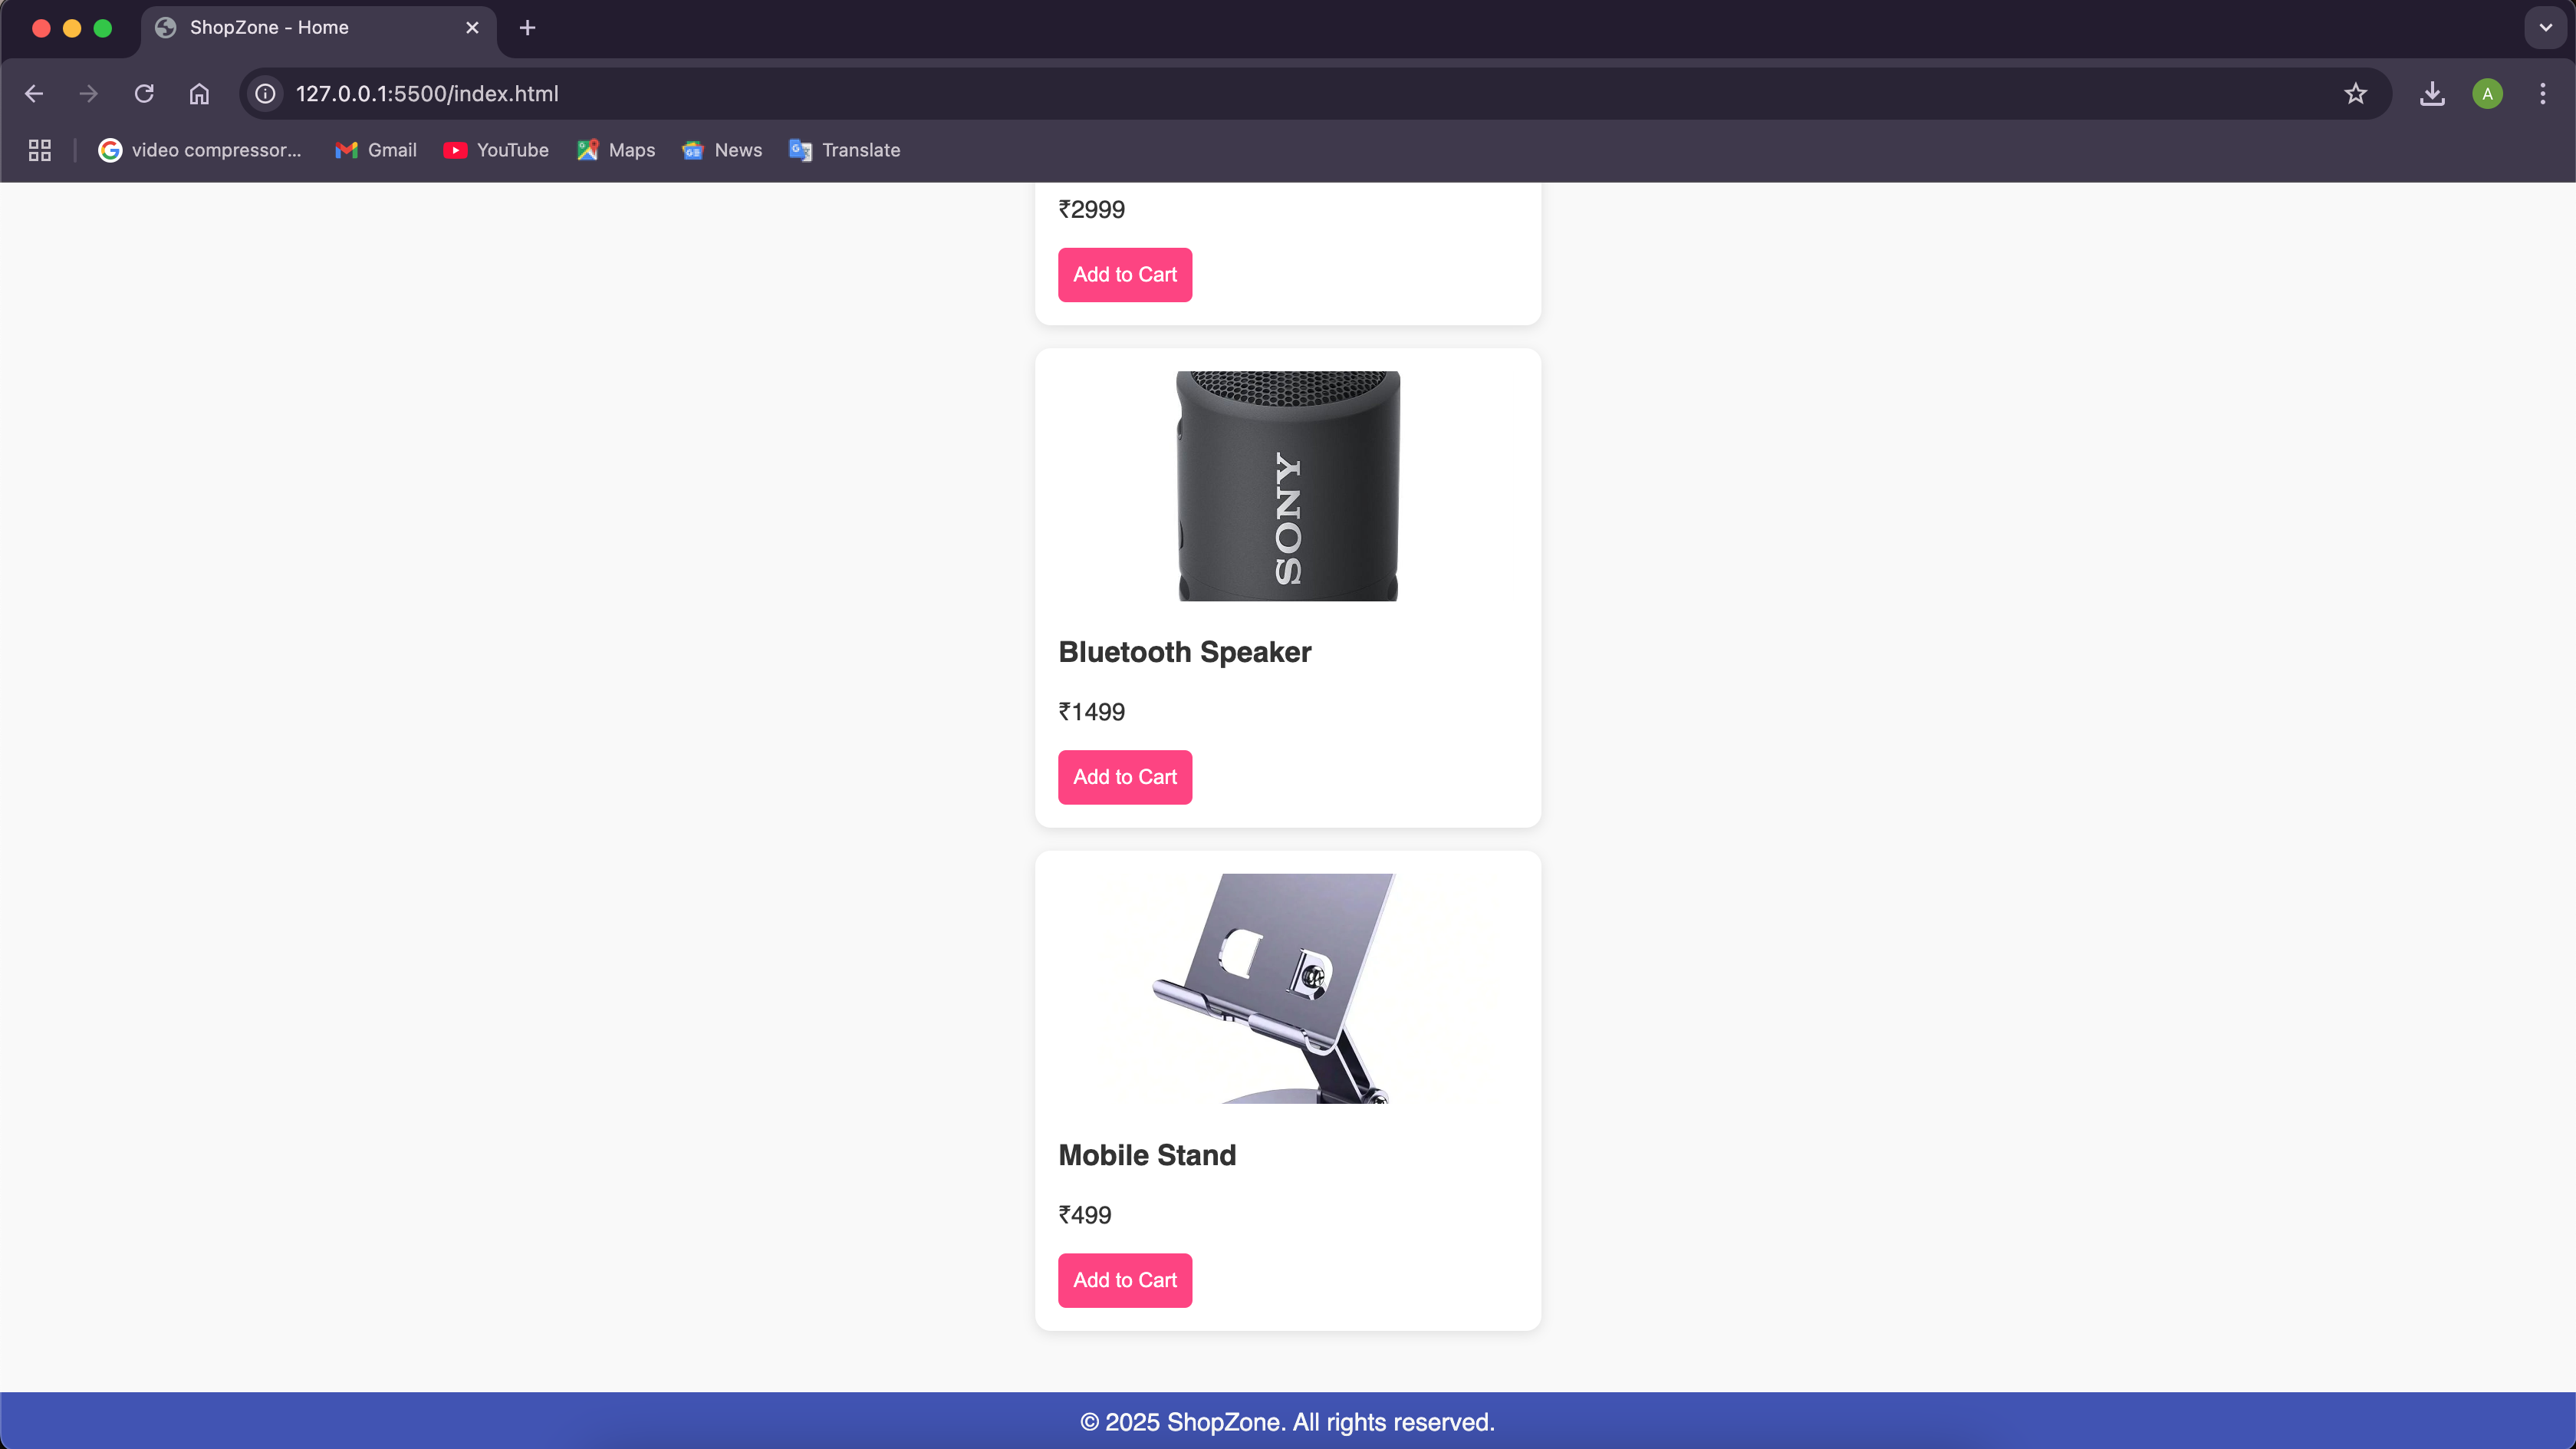 ShopZone - Home
127.0.0.1:5500/index.html
A
video compressor...
Gmail
YouTube
Maps
News
Translate
₹2999
Add to Cart
SONY
Bluetooth Speaker
₹1499
Add to Cart
Mobile Stand
₹499
Add to Cart
© 2025 ShopZone. All rights reserved.